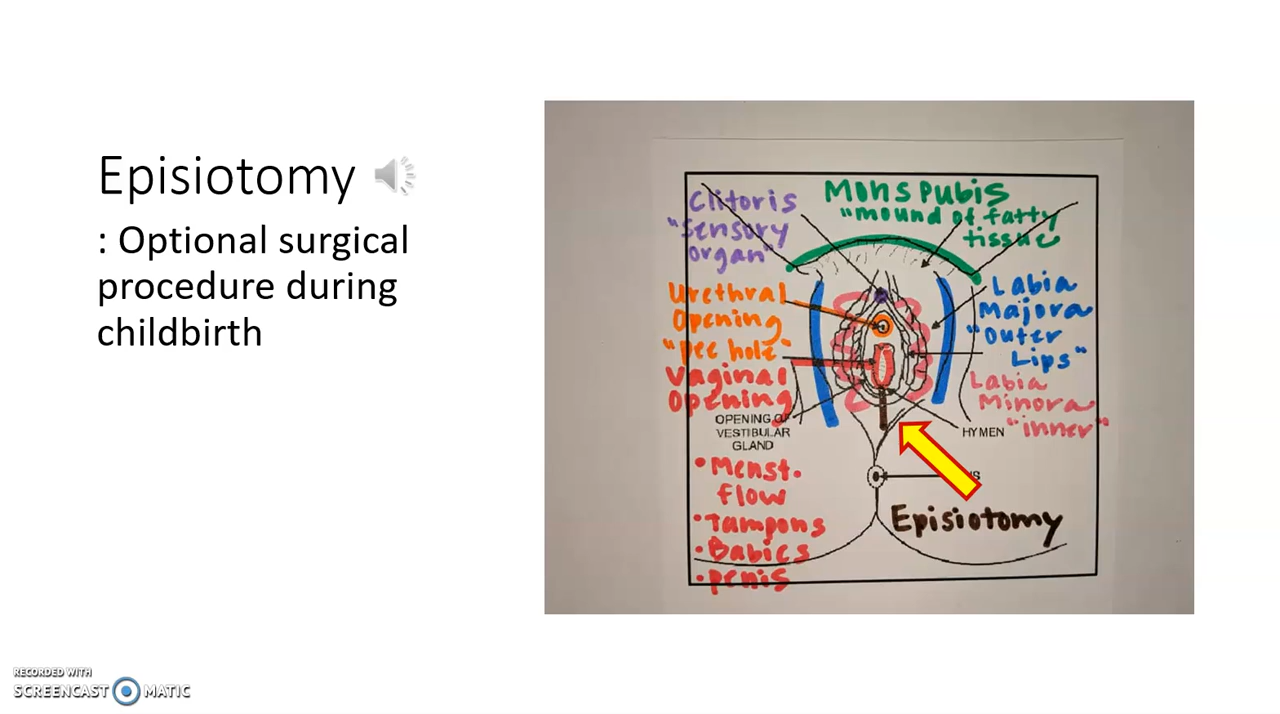 Episiotomy
: Optional surgical
procedure during
childbirth
Clitoris
"sensory
organ"
Mons pubis
"mound of fatty
tissue
Urethral
Opening
"pee hole"
Vaginal
Opening
OPENING OF
VESTIBULAR
GLAND
• Menst.
flow
• Tampons
• Babies
• penis
Labia
Majora
"outer
Lips"
Labia
Minora
"inner"
HYMEN
Episiotomy
RECORDED WITH
SCREENCAST MATIC